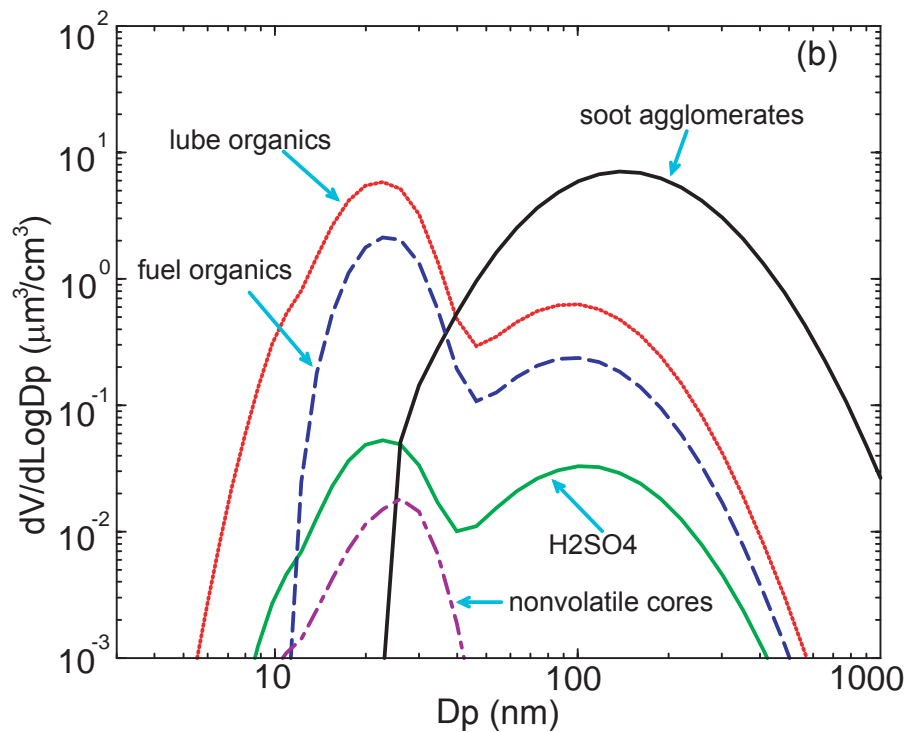 (b)
soot agglomerates
lube organics
fuel organics
H2SO4
nonvolatile cores
dV/dLogDp (μm³/cm³)
10²
10¹
10⁰
10⁻¹
10⁻²
10⁻³
10
100
1000
Dp (nm)